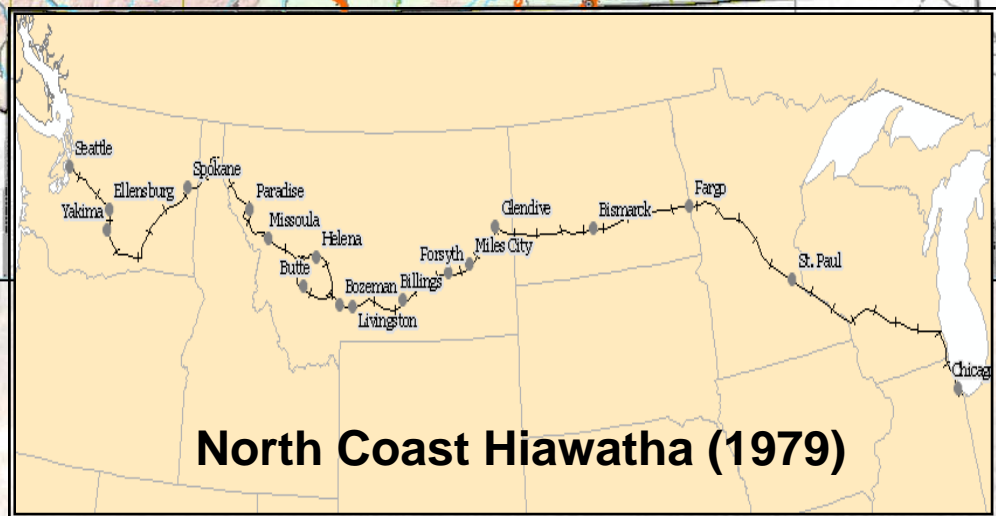 Seattle
Spokane
Ellensburg
Yakima
Paradise
Missoula
Helena
Butte
Bozeman
Livingston
Billings
Forsyth
Miles City
Glendive
Bismarck
Fargo
St. Paul
Chicag
North Coast Hiawatha (1979)